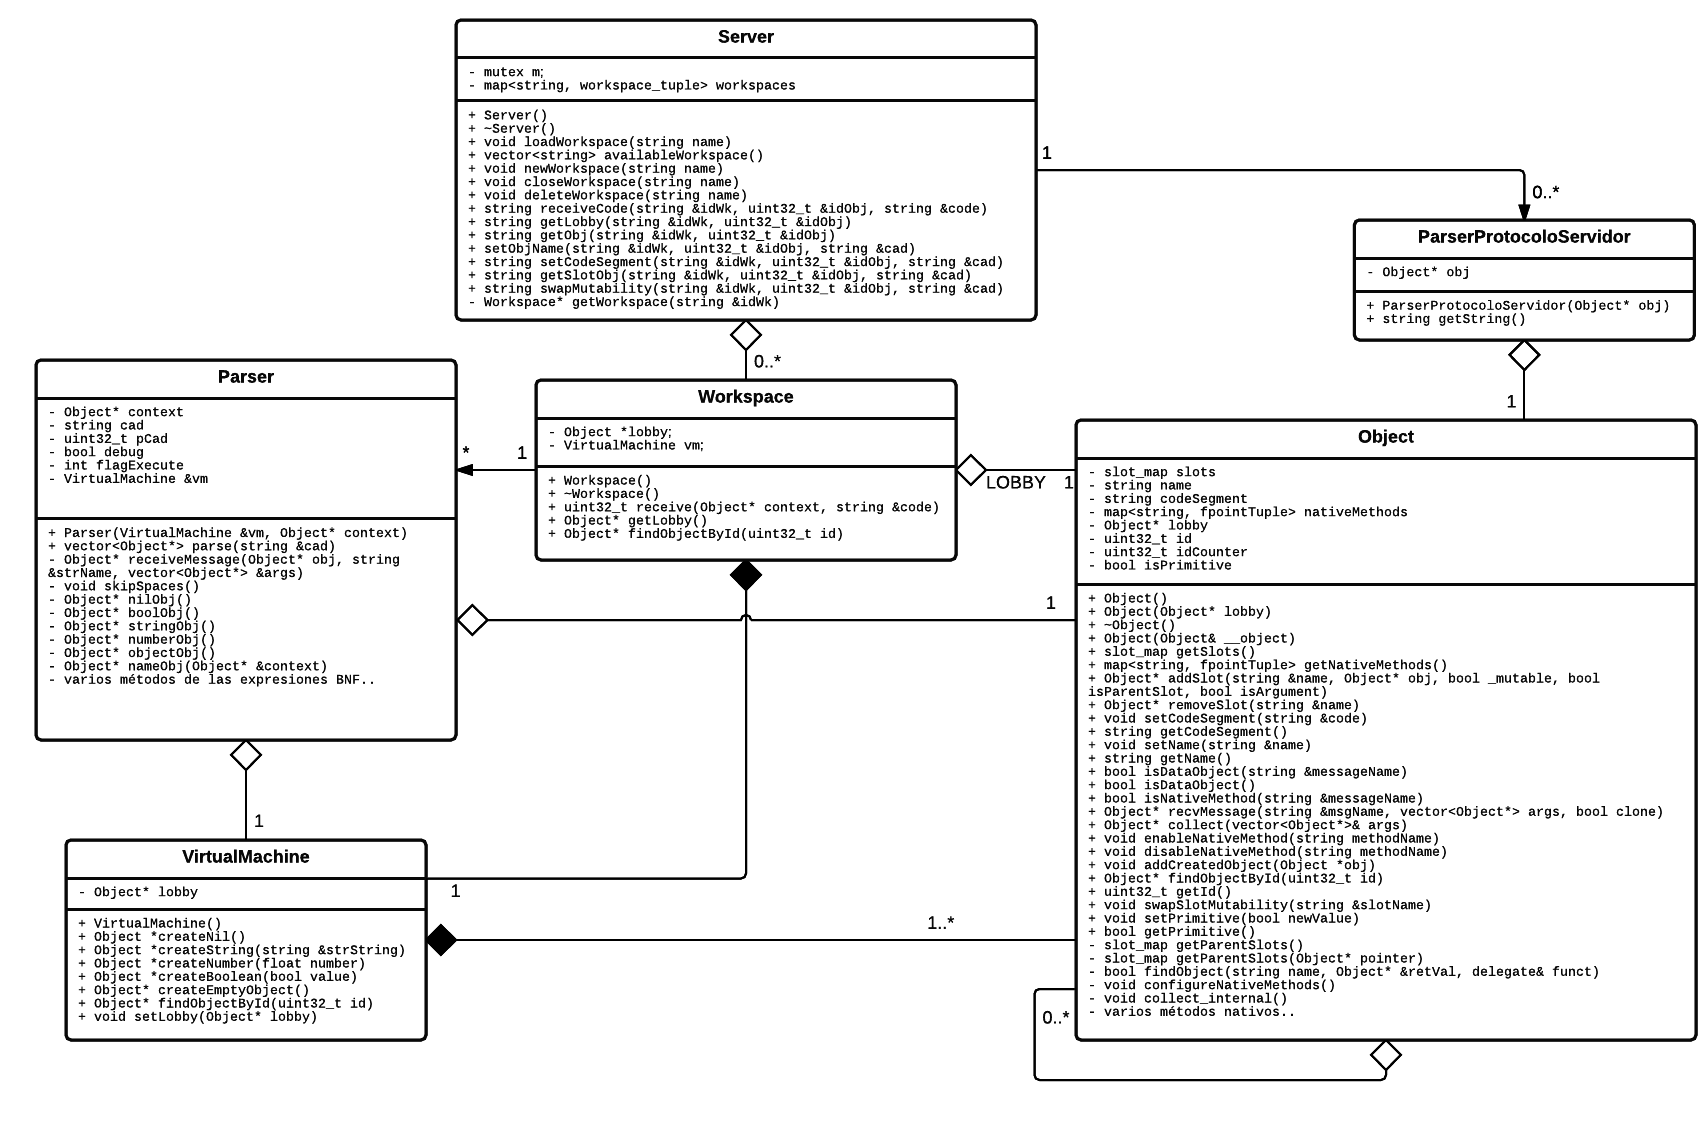 Server
- mutex m;
- map<string, workspace_tuple> workspaces
+ Server()
+ ~Server()
+ void loadWorkspace(string name)
+ vector<string> availableWorkspace()
+ void newWorkspace(string name)
+ void closeWorkspace(string name)
+ void deleteWorkspace(string name)
+ string receiveCode(string &idWk, uint32_t &idObj, string &code)
+ string getLobby(string &idWk, uint32_t &idObj)
+ string getObj(string &idWk, uint32_t &idObj)
+ setObjName(string &idWk, uint32_t &idObj, string &cad)
+ string setCodeSegment(string &idWk, uint32_t &idObj, string &cad)
+ string getSlotObj(string &idWk, uint32_t &idObj, string &cad)
+ string swapMutability(string &idWk, uint32_t &idObj, string &cad)
- Workspace* getWorkspace(string &idWk)
1
0..*
ParserProtocoloServidor
- Object* obj
+ ParserProtocoloServidor(Object* obj)
+ string getString()
1
0..*
Parser
- Object* context
- string cad
- uint32_t pCad
- bool debug
- int flagExecute
- VirtualMachine &vm
+ Parser(VirtualMachine &vm, Object* context)
+ vector<Object*> parse(string &cad)
- Object* receiveMessage(Object* obj, string
&strName, vector<Object*> &args)
- void skipSpaces()
- Object* nilObj()
- Object* boolObj()
- Object* stringObj()
- Object* numberObj()
- Object* objectObj()
- Object* nameObj(Object* &context)
- varios métodos de las expresiones BNF..
*
1
Workspace
- Object *lobby;
- VirtualMachine vm;
+ Workspace()
+ ~Workspace()
+ uint32_t receive(Object* context, string &code)
+ Object* getLobby()
+ Object* findObjectById(uint32_t id)
LOBBY 1
1
Object
- slot_map slots
- string name
- string codeSegment
- map<string, fpointTuple> nativeMethods
- Object* lobby
- uint32_t id
- uint32_t idCounter
- bool isPrimitive
+ Object()
+ Object(Object* lobby)
+ ~Object()
+ Object(Object& __object)
+ slot_map getSlots()
+ map<string, fpointTuple> getNativeMethods()
+ Object* addSlot(string &name, Object* obj, bool _mutable, bool
isParentSlot, bool isArgument)
+ Object* removeSlot(string &name)
+ void setCodeSegment(string &code)
+ string getCodeSegment()
+ void setName(string &name)
+ string getName()
+ bool isDataObject(string &messageName)
+ bool isDataObject()
+ bool isNativeMethod(string &messageName)
+ Object* recvMessage(string &msgName, vector<Object*> args, bool clone)
+ Object* collect(vector<Object*>& args)
+ void enableNativeMethod(string methodName)
+ void disableNativeMethod(string methodName)
+ void addCreatedObject(Object *obj)
+ Object* findObjectById(uint32_t id)
+ uint32_t getId()
+ void swapSlotMutability(string &slotName)
+ void setPrimitive(bool newValue)
+ bool getPrimitive()
- slot_map getParentSlots()
- slot_map getParentSlots(Object* pointer)
- bool findObject(string name, Object* &retVal, delegate& funct)
- void configureNativeMethods()
- void collect_internal()
- varios métodos nativos..
0..*
1
VirtualMachine
- Object* lobby
+ VirtualMachine()
+ Object *createNil()
+ Object *createString(string &strString)
+ Object *createNumber(float number)
+ Object *createBoolean(bool value)
+ Object* createEmptyObject()
+ Object* findObjectById(uint32_t id)
+ void setLobby(Object* lobby)
1
1..*